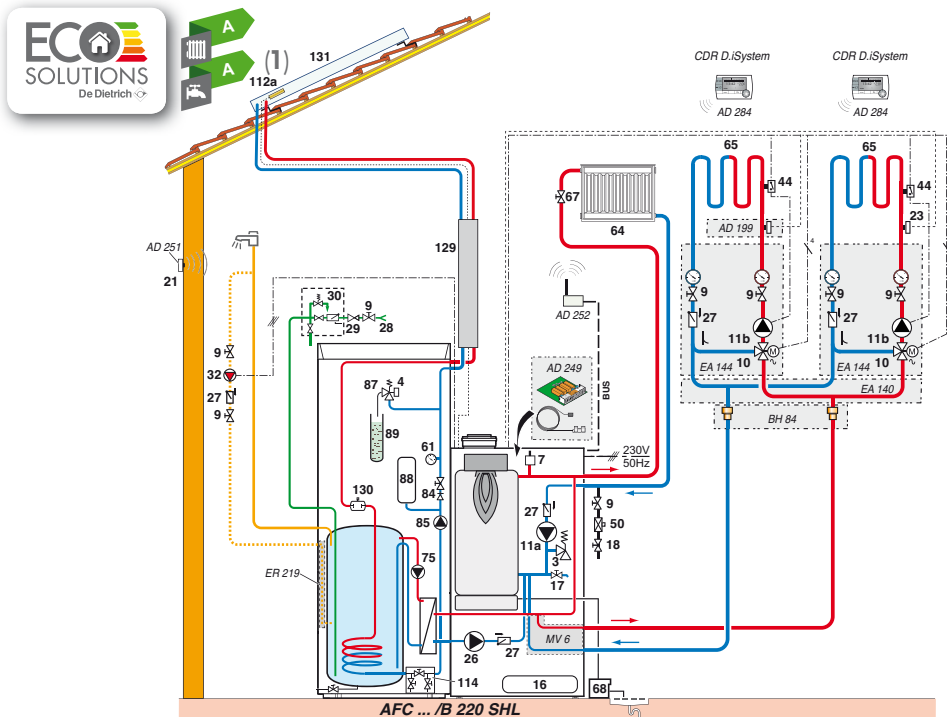 ECO
SOLUTIONS
De Dietrich
A
A
(1)
112a
131
CDR D.iSystem
CDR D.iSystem
AD 284
AD 284
65
65
44
44
67
64
23
AD 199
4
129
AD 251
21
30
9
29
28
AD 252
9
9
9
9
27
27
11b
11b
10
10
M
M
EA 144
EA 144
EA 140
BH 84
9
32
27
9
87
4
89
AD 249
BUS
61
7
230V
50Hz
88
84
130
85
27
9
11a
50
3
18
17
75
ER 219
26
27
MV 6
114
16
68
AFC ... /B 220 SHL